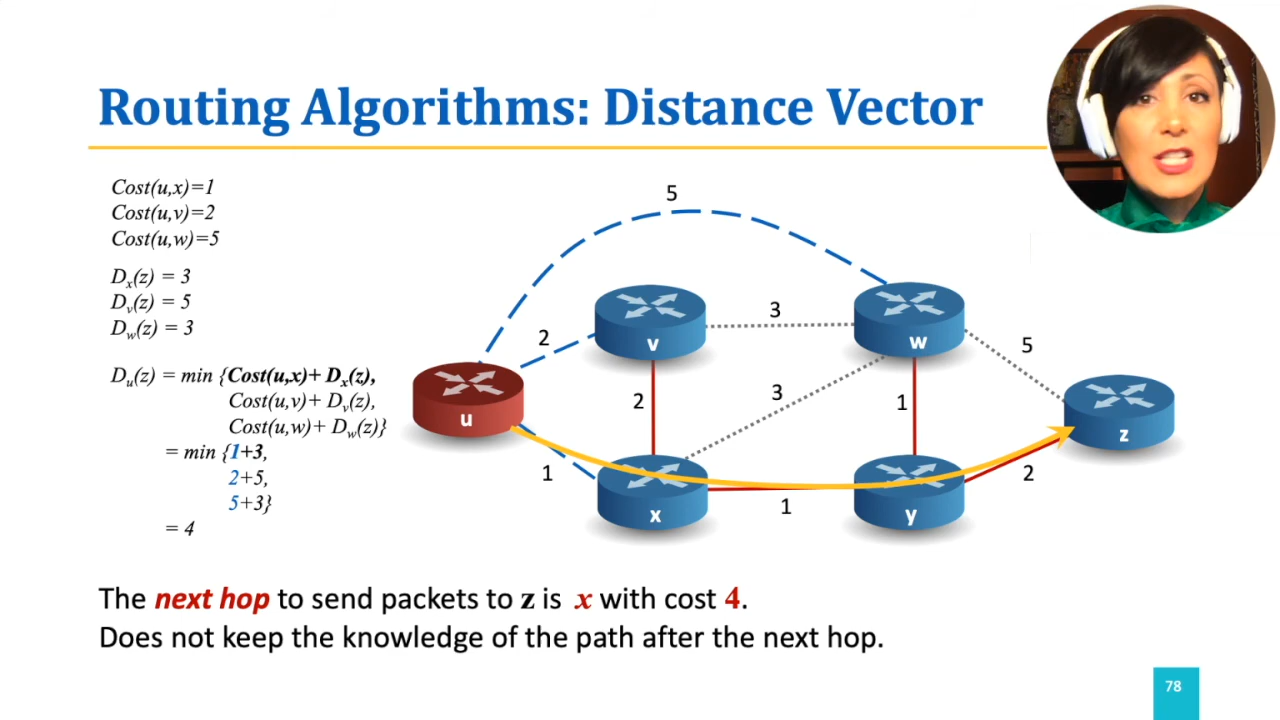 Routing Algorithms: Distance Vector
Cost(u,x)=1
Cost(u,v)=2
Cost(u,w)=5
Dx(z) = 3
Dv(z) = 5
Dw(z) = 3
Du(z) = min {Cost(u,x)+ Dx(z),
Cost(u,v)+ Dv(z),
Cost(u,w)+ Dw(z)}
= min {1+3,
2+5,
5+3}
= 4
5
2
v
3
w
5
u
2
3
1
z
1
x
1
y
2
The next hop to send packets to z is x with cost 4.
Does not keep the knowledge of the path after the next hop.
78